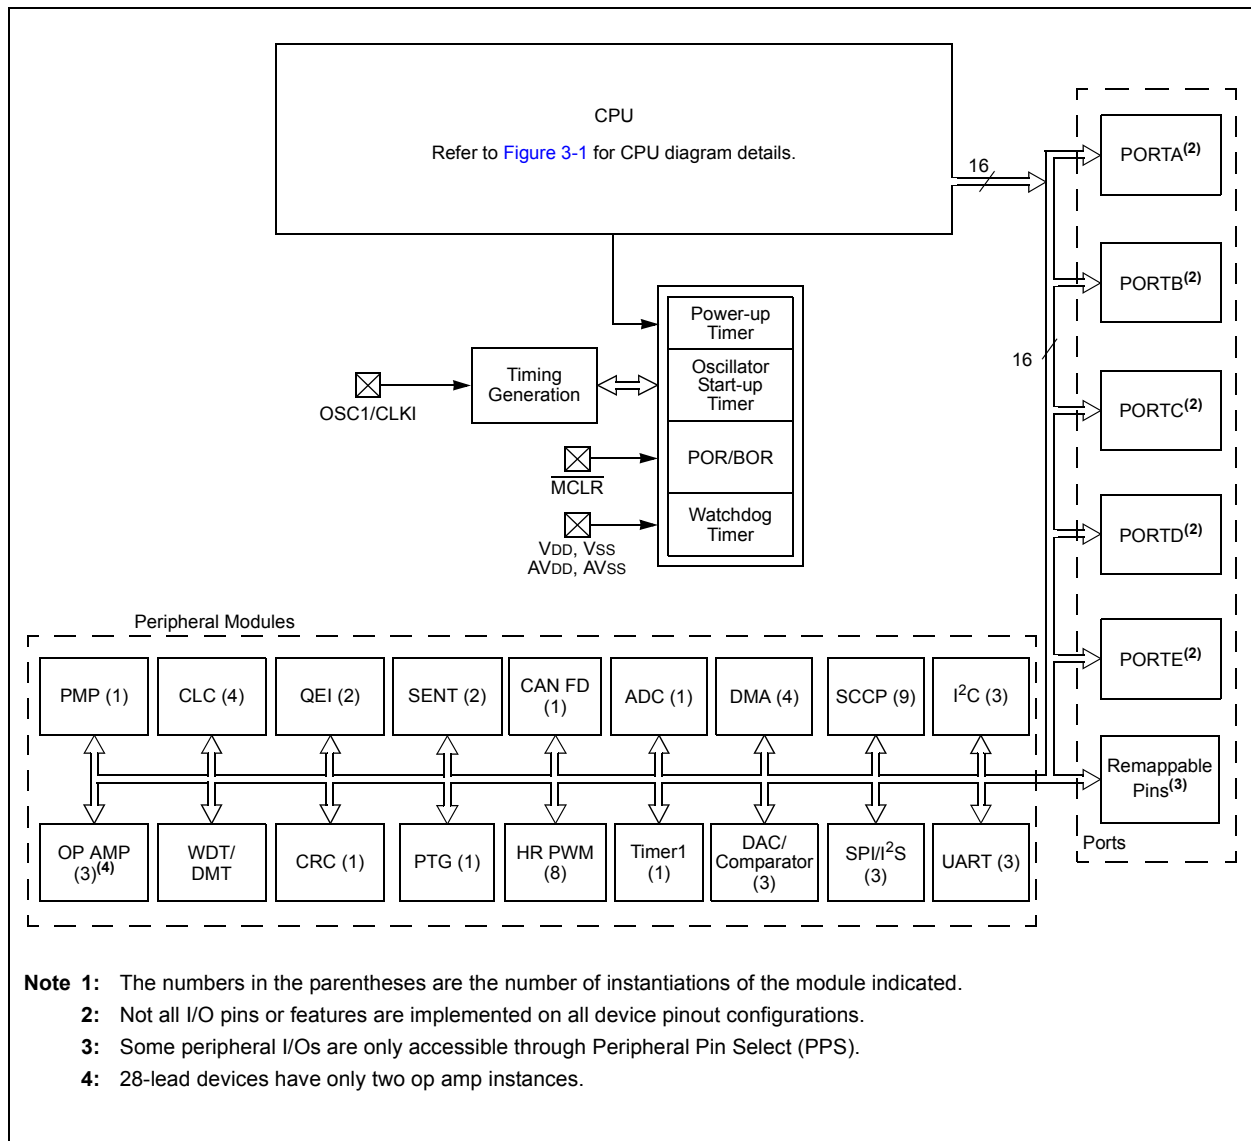 CPU
Refer to Figure 3-1 for CPU diagram details.
16
PORTA(2)
PORTB(2)
16
PORTC(2)
PORTD(2)
PORTE(2)
Remappable
Pins(3)
Ports
Power-up
Timer
Oscillator
Start-up
Timer
POR/BOR
Watchdog
Timer
Timing
Generation
OSC1/CLKI
MCLR
VDD, VSS
AVDD, AVSS
Peripheral Modules
PMP (1)
CLC (4)
QEI (2)
SENT (2)
CAN FD
(1)
ADC (1)
DMA (4)
SCCP (9)
I2C (3)
OP AMP
(3)(4)
WDT/
DMT
CRC (1)
PTG (1)
HR PWM
(8)
Timer1
(1)
DAC/
Comparator
(3)
SPI/I2S
(3)
UART (3)
Note 1: The numbers in the parentheses are the number of instantiations of the module indicated.
2: Not all I/O pins or features are implemented on all device pinout configurations.
3: Some peripheral I/Os are only accessible through Peripheral Pin Select (PPS).
4: 28-lead devices have only two op amp instances.